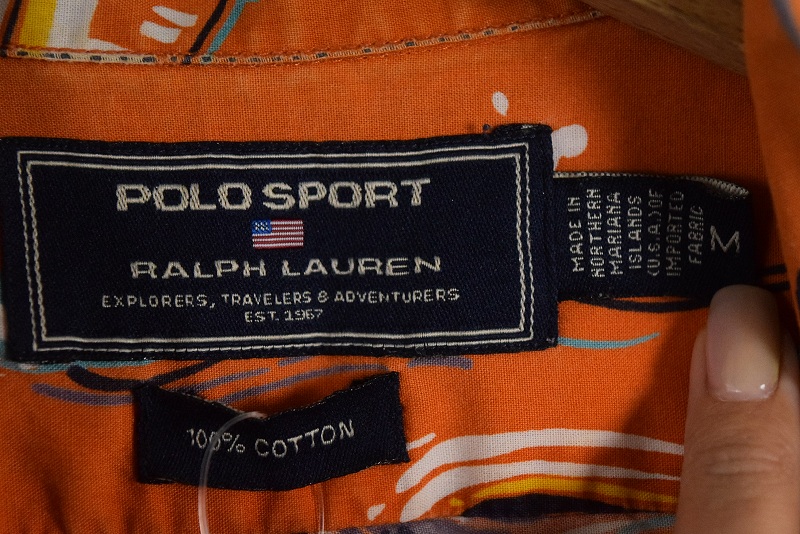 POLO SPORT
RALPH LAUREN
EXPLORERS, TRAVELERS & ADVENTURERS
EST. 1967
MADE IN
NORTHERN
MARIANA
ISLANDS
(U.S.A.) OF
IMPORTED
FABRIC
M
100% COTTON